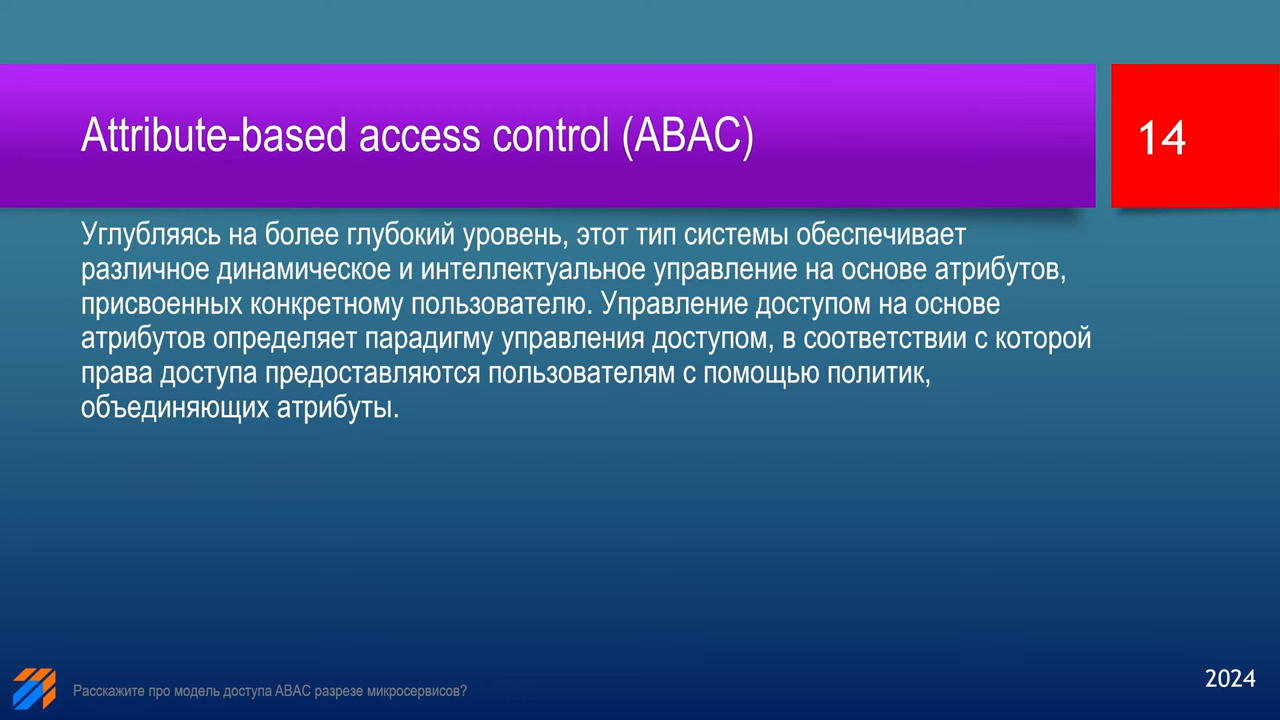 Attribute-based access control (ABAC)
14
Углубляясь на более глубокий уровень, этот тип системы обеспечивает
различное динамическое и интеллектуальное управление на основе атрибутов,
присвоенных конкретному пользователю. Управление доступом на основе
атрибутов определяет парадигму управления доступом, в соответствии с которой
права доступа предоставляются пользователям с помощью политик,
объединяющих атрибуты.
Расскажите про модель доступа ABAC разрезе микросервисов?
2024